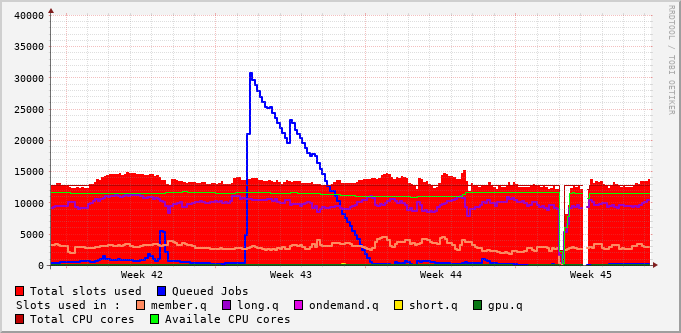 40000
35000
30000
25000
20000
15000
10000
5000
0
Week 42 Week 43 Week 44 Week 45
RRDTOOL / TOBI OETIKER
Total slots used Queued Jobs
Slots used in : member.q long.q ondemand.q short.q gpu.q
Total CPU cores Availale CPU cores